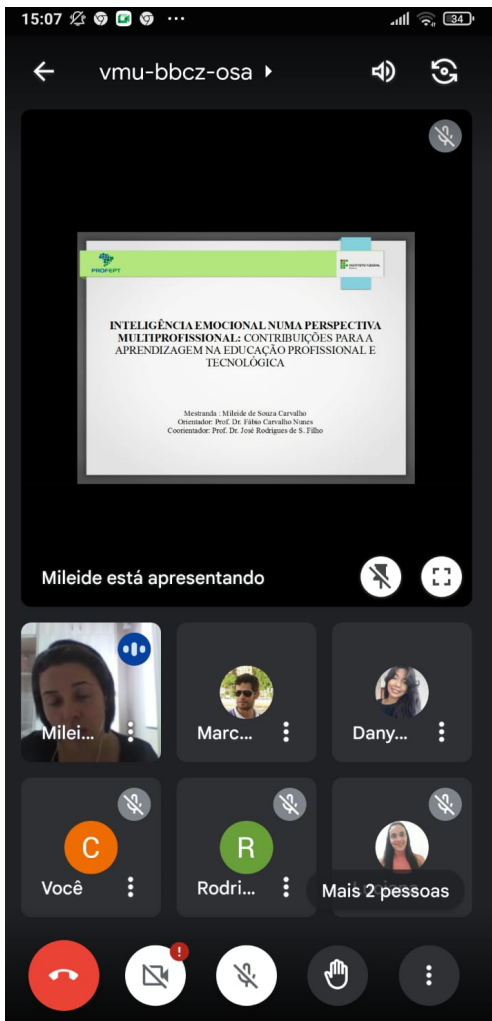 15:07 ... 34
vmu-bbcz-osa
PROFEPT
INSTITUTO FEDERAL
INTELIGÊNCIA EMOCIONAL NUMA PERSPECTIVA
MULTIPROFISSIONAL: CONTRIBUIÇÕES PARA A
APRENDIZAGEM NA EDUCAÇÃO PROFISSIONAL E
TECNOLÓGICA
Mestranda : Mileide de Souza Carvalho
Orientador: Prof. Dr. Fábio Carvalho Nunes
Coorientador: Prof. Dr. José Rodrigues de S. Filho
Mileide está apresentando
Milei... Marc... Dany...
C R
Você Rodri... Mais 2 pessoas
!